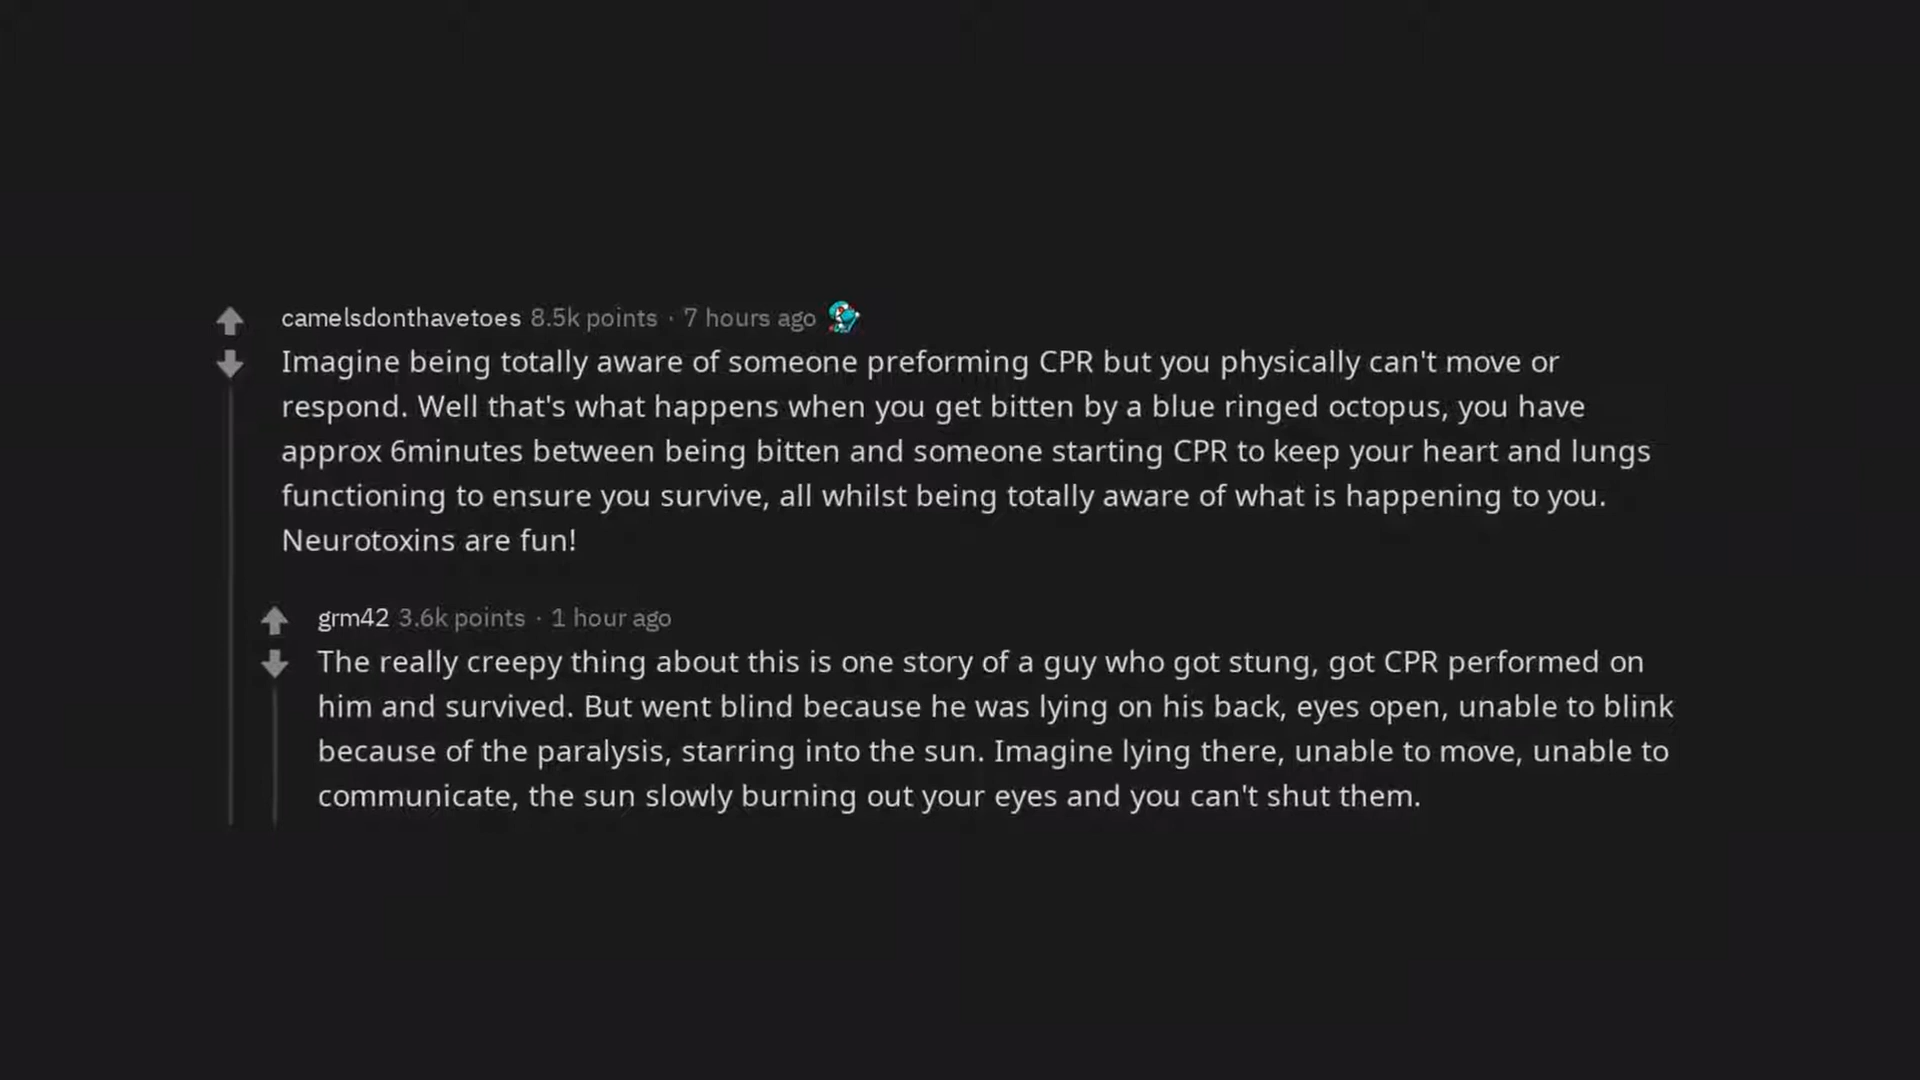 camelsdonthavetoes 8.5k points · 7 hours ago
Imagine being totally aware of someone preforming CPR but you physically can't move or
respond. Well that's what happens when you get bitten by a blue ringed octopus, you have
approx 6minutes between being bitten and someone starting CPR to keep your heart and lungs
functioning to ensure you survive, all whilst being totally aware of what is happening to you.
Neurotoxins are fun!
grm42 3.6k points · 1 hour ago
The really creepy thing about this is one story of a guy who got stung, got CPR performed on
him and survived. But went blind because he was lying on his back, eyes open, unable to blink
because of the paralysis, starring into the sun. Imagine lying there, unable to move, unable to
communicate, the sun slowly burning out your eyes and you can't shut them.